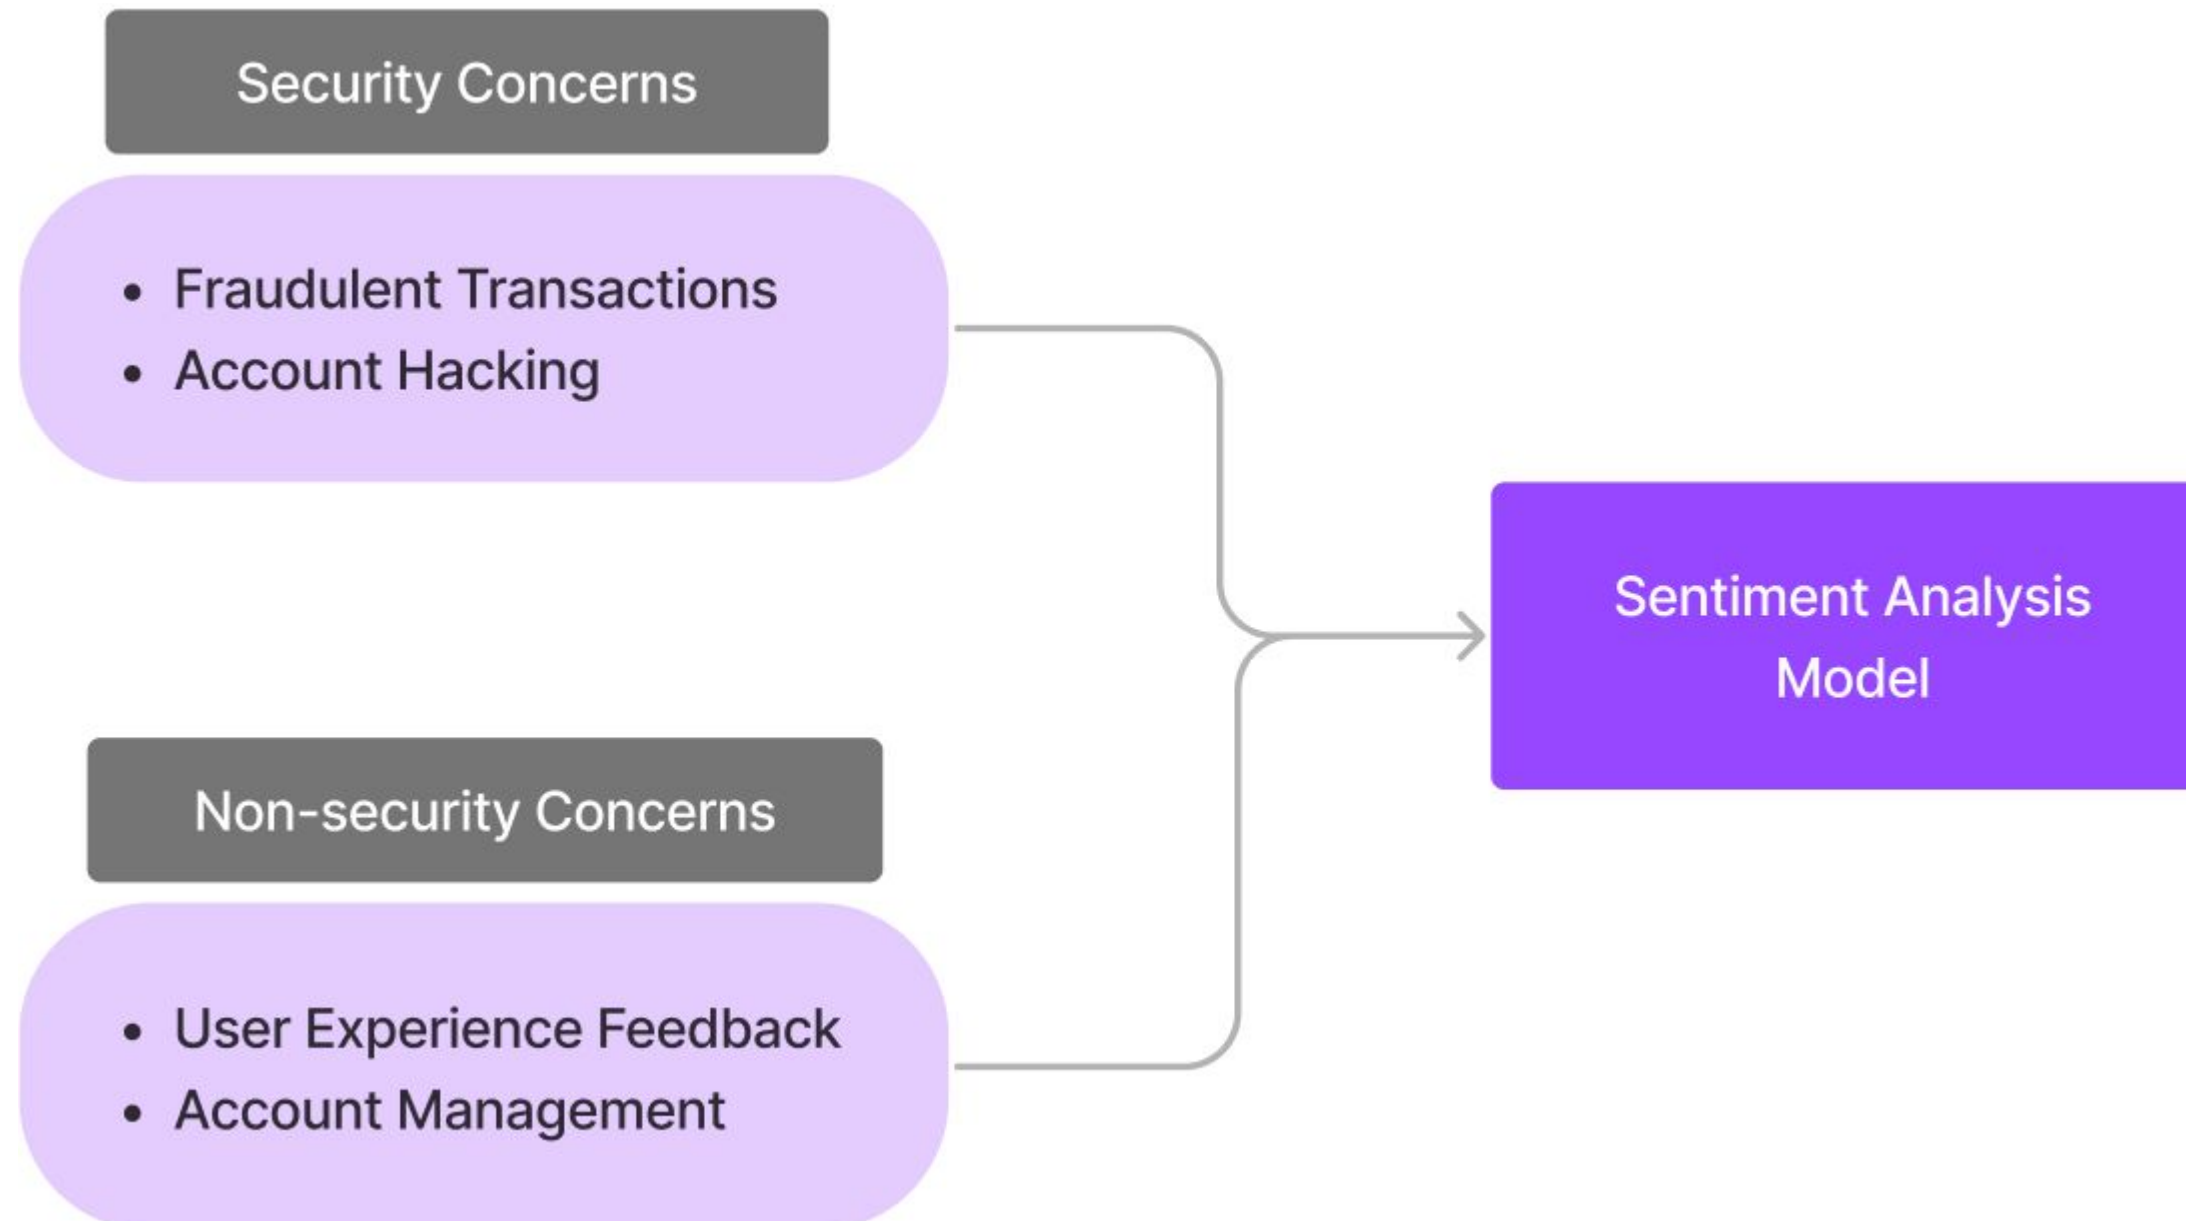 Security Concerns
• Fraudulent Transactions
• Account Hacking
Sentiment Analysis
Model
Non-security Concerns
• User Experience Feedback
• Account Management